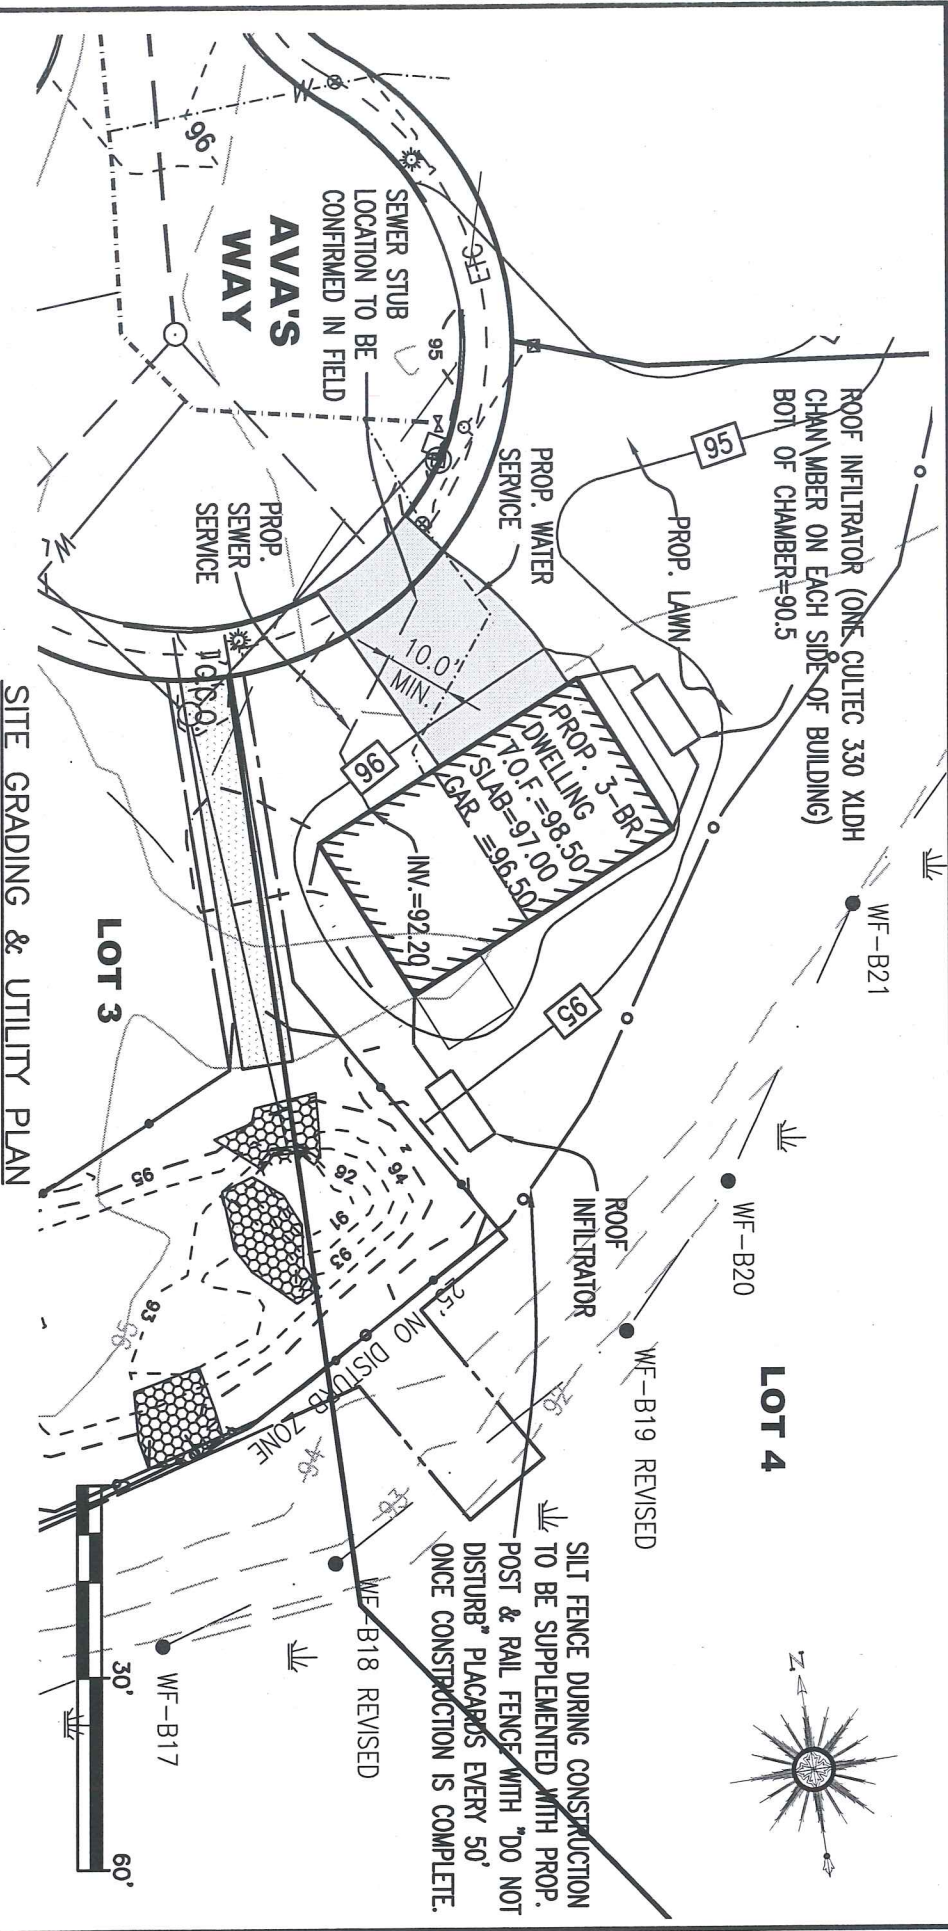 ROOF INFILTRATOR (ONE CULTEC 330 XLDH
CHAN\MBER ON EACH SIDE OF BUILDING)
BOT OF CHAMBER=90.5
95
PROP. LAWN
PROP. WATER
SERVICE
SEWER STUB
LOCATION TO BE
CONFIRMED IN FIELD
AVA'S
WAY
96
W
ETC
95
PROP.
SEWER
SERVICE
W
10.0'
MIN.
PROP. 3-BR
DWELLING
T.O.F.=98.50
SLAB=97.00
GAR. =96.50
96
INV.=92.20
95
LOT 3
WF-B21
WF-B20
WF-B19 REVISED
LOT 4
ROOF
INFILTRATOR
25' NO DISTURB ZONE
94
92
91
93
95
93
95
92
94
93
SILT FENCE DURING CONSTRUCTION
TO BE SUPPLEMENTED WITH PROP.
POST & RAIL FENCE WITH "DO NOT
DISTURB" PLACARDS EVERY 50'
ONCE CONSTRUCTION IS COMPLETE.
WF-B18 REVISED
WF-B17
Z
30'
60'
SITE GRADING & UTILITY PLAN